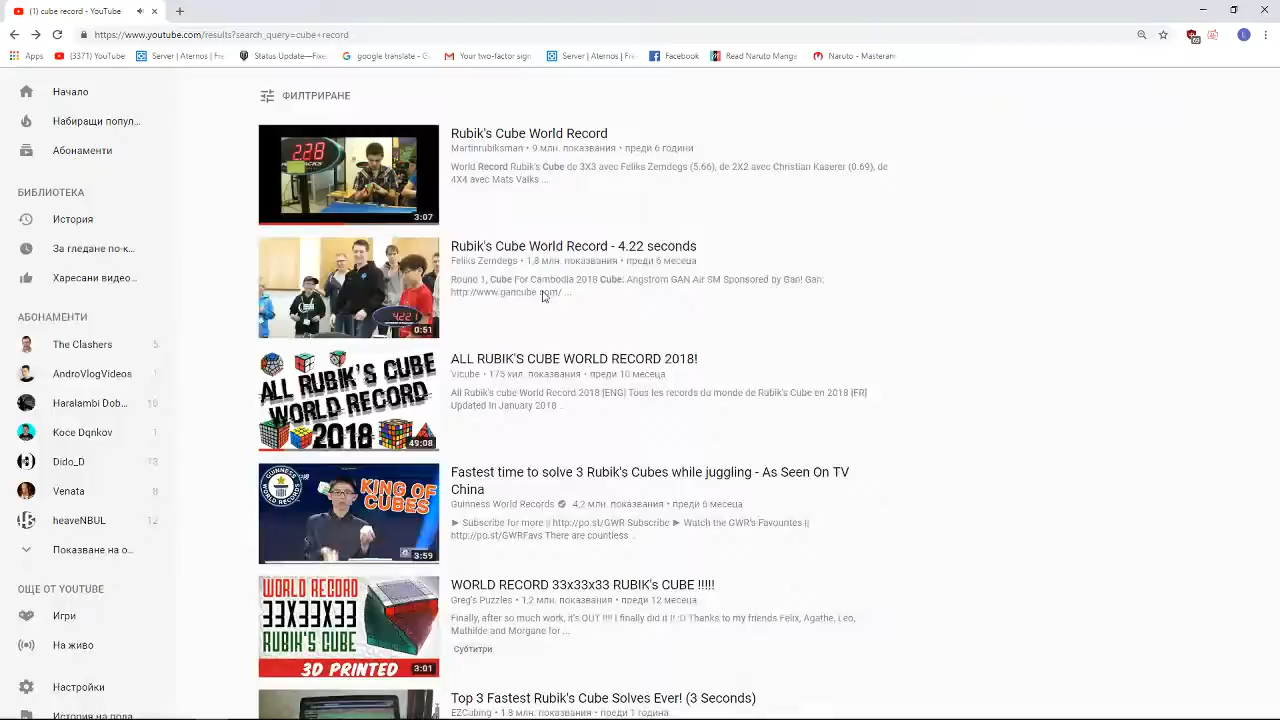 (1) cube record - YouTube
https://www.youtube.com/results?search_query=cube+record
Apps (3371) YouTube Server | Aternos | Fre Status Update—Fixe google translate - G Your two-factor sign Server | Aternos | Fre Facebook Read Naruto Manga Naruto - Masteran
Начало
Набиращи попул...
Абонаменти
БИБЛИОТЕКА
История
За гледане по-к...
Харесани видео...
АБОНАМЕНТИ
The Clashers 5
AndroVlogVideos 1
Harambi Dob...
Koce Dqnkov 1
Dido_D 13
Venata 8
heaveNBUL 12
Показване на о...
ОЩЕ ОТ YOUTUBE
Игри
На живо
Настройки
История на пода
ФИЛТРИРАНЕ
2.28
3:07
Rubik's Cube World Record
Martinrubiksman • 9 млн. показвания • преди 6 години
World Record Rubik's Cube de 3X3 avec Feliks Zemdegs (5.66), de 2X2 avec Christian Kaserer (0.69), de
4X4 avec Mats Valks ...
4.221
0:51
Rubik's Cube World Record - 4.22 seconds
Feliks Zemdegs • 1,8 млн. показвания • преди 6 месеца
Round 1, Cube For Cambodia 2018 Cube: Angstrom GAN Air SM Sponsored by Gan! Gan:
http://www.gancube.com/ ...
ALL RUBIK'S CUBE
WORLD RECORD
2018
49:08
ALL RUBIK'S CUBE WORLD RECORD 2018!
Vicube • 175 хил. показвания • преди 10 месеца
All Rubik's cube World Record 2018 [ENG] Tous les records du monde de Rubik's Cube en 2018 [FR]
Updated In January 2018 ...
KING OF
CUBES
3:59
Fastest time to solve 3 Rubik's Cubes while juggling - As Seen On TV
China
Guinness World Records 4,2 млн. показвания • преди 6 месеца
► Subscribe for more || http://po.st/GWR-Subscribe ► Watch the GWR's Favourites ||
http://po.st/GWRFavs There are countless ...
WORLD RECORD
33X33X33
RUBIK'S CUBE
3D PRINTED
3:01
WORLD RECORD 33x33x33 RUBIK's CUBE !!!!!
Greg's Puzzles • 1,2 млн. показвания • преди 12 месеца
Finally, after so much work, it's OUT !!!! I finally did it !! :D Thanks to my friends Felix, Agathe, Leo,
Mathilde and Morgane for ...
Субтитри
Top 3 Fastest Rubik's Cube Solves Ever! (3 Seconds)
EZCubing • 1,8 млн. показвания • преди 1 година